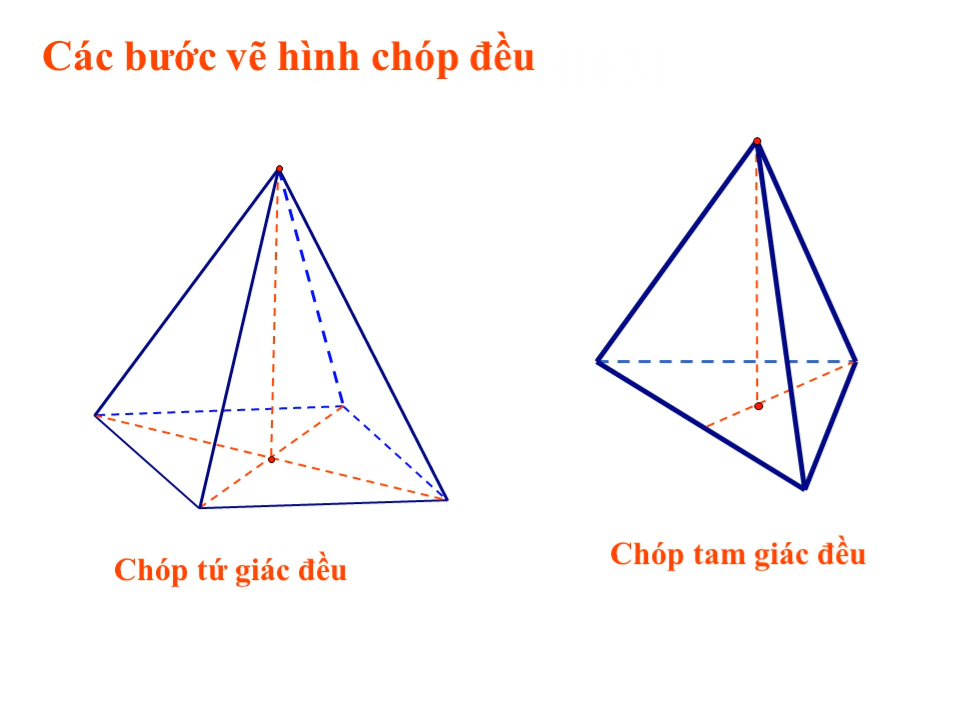 Các bước vẽ hình chóp đều
Chóp tứ giác đều
Chóp tam giác đều